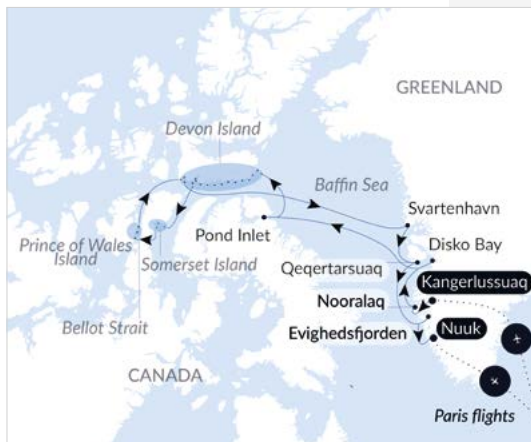 GREENLAND
Devon Island
Baffin Sea
Svartenhavn
Pond Inlet
Disko Bay
Prince of Wales
Island
Somerset Island
Qeqertarsuaq
Kangerlussuaq
Nooralaq
Bellot Strait
Evighedsfjorden
Nuuk
CANADA
Paris flights